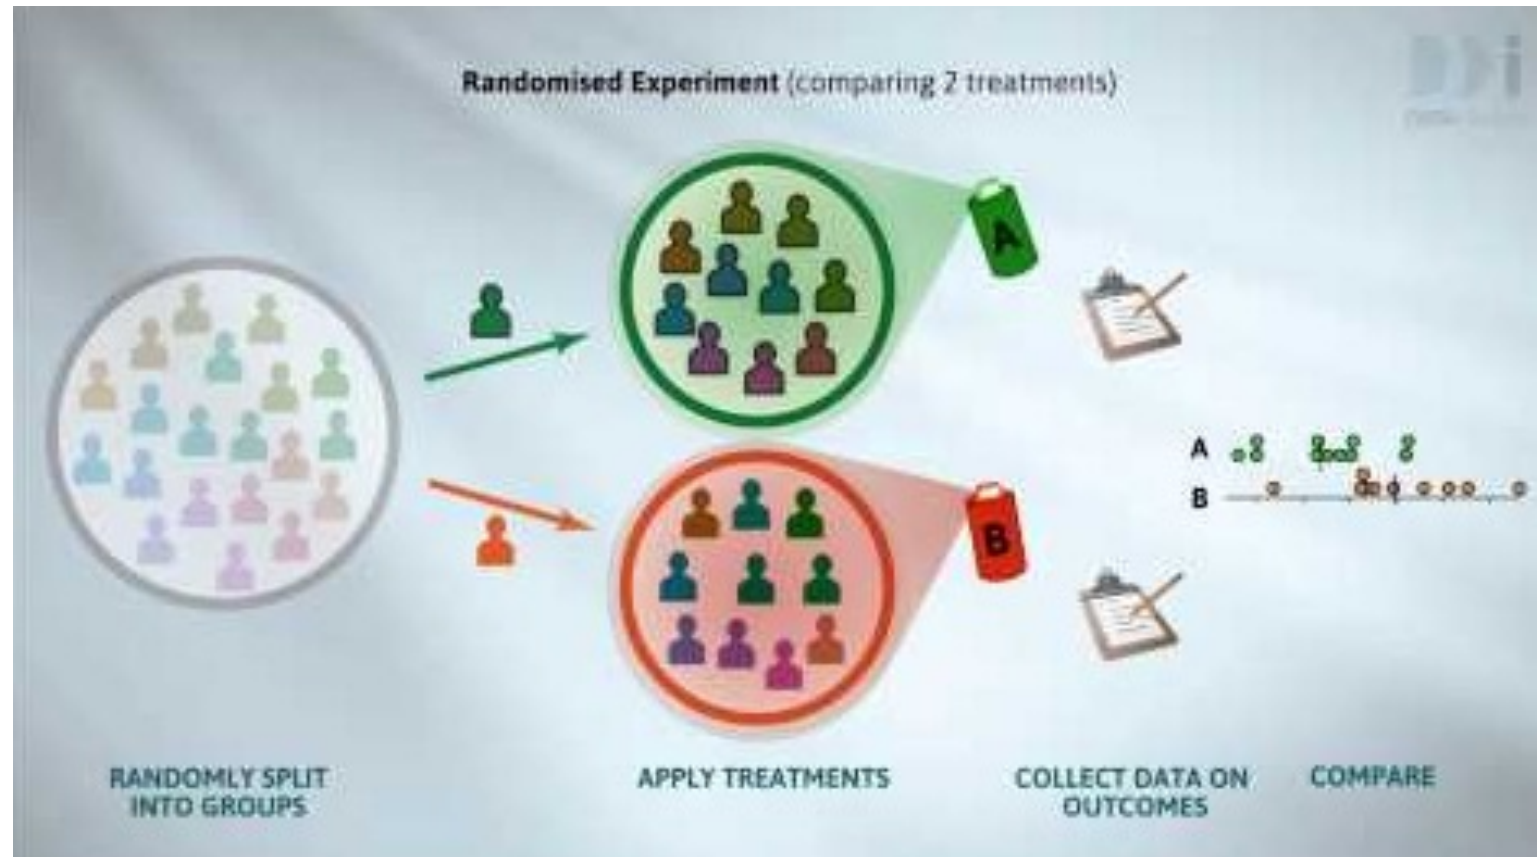 Randomised Experiment (comparing 2 treatments)
A
B
A
B
RANDOMLY SPLIT
INTO GROUPS
APPLY TREATMENTS
COLLECT DATA ON
OUTCOMES
COMPARE